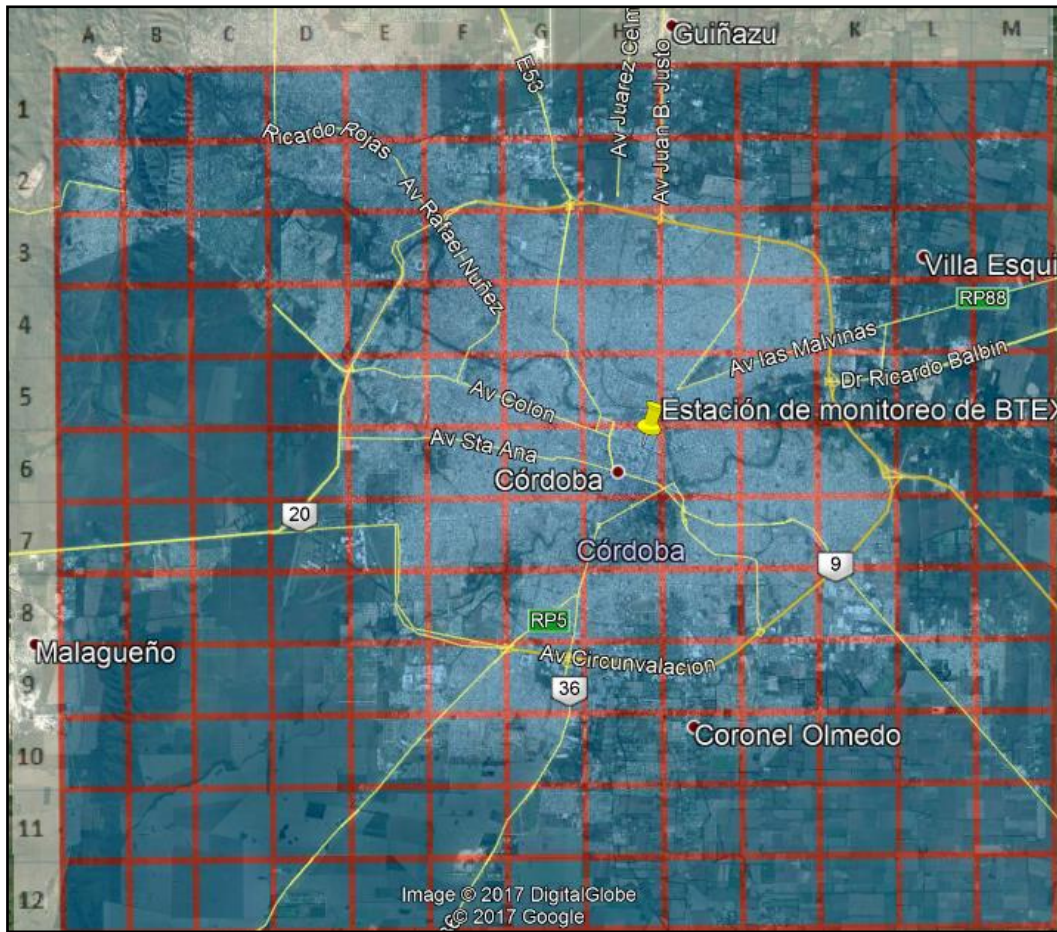 A B C D E F G H K L M
Guiñazu
1
E53
Av Juarez Celm
Av Juan B. Justo
Ricardo Rojas
2
Av Rafael Nuñez
3
Villa Esqui
RP88
4
Av las Malvinas
Dr Ricardo Balbin
5
Av Colon
Estación de monitoreo de BTEX
Av Sta Ana
6
Córdoba
20
7
Córdoba
9
8
RP5
Malagueño
Av Circunvalacion
9
36
Coronel Olmedo
10
11
12
Image © 2017 DigitalGlobe
© 2017 Google